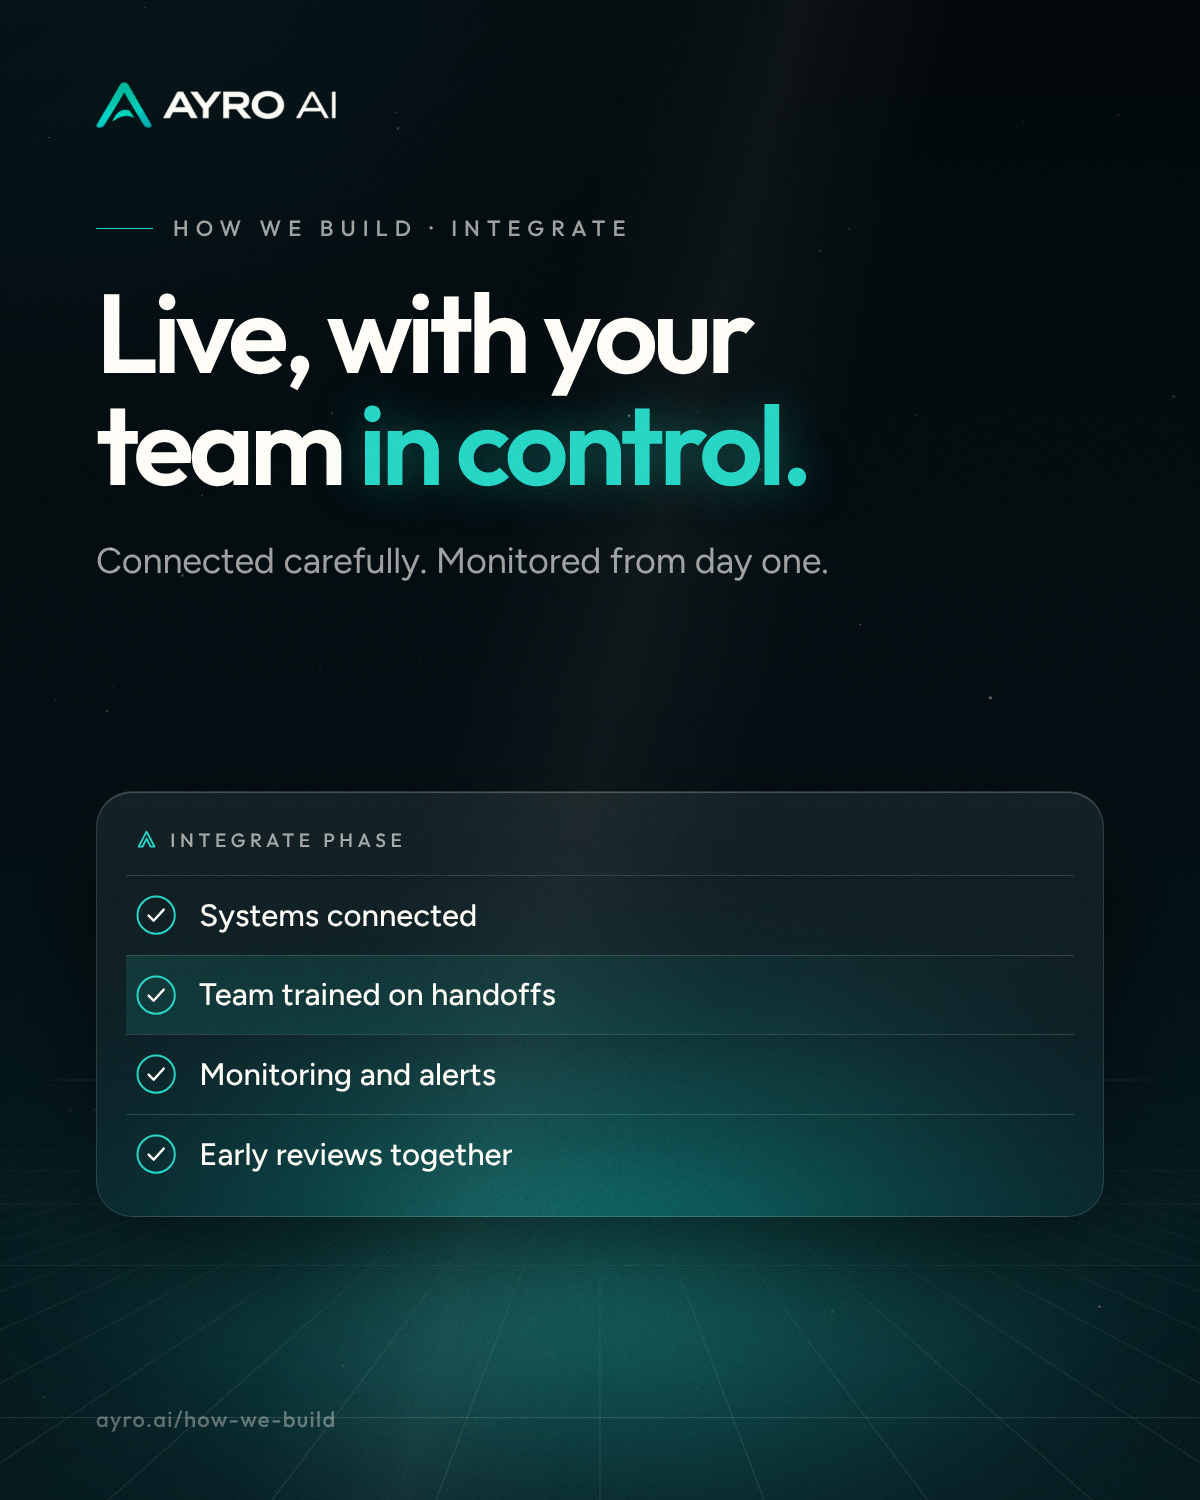 AYRO AI
HOW WE BUILD · INTEGRATE
Live, with your
team in control.
Connected carefully. Monitored from day one.
INTEGRATE PHASE
Systems connected
Team trained on handoffs
Monitoring and alerts
Early reviews together
ayro.ai/how-we-build